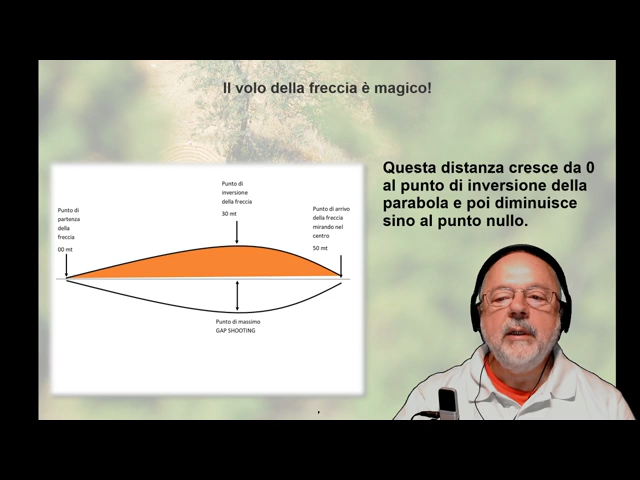 Il volo della freccia è magico!
Questa distanza cresce da 0
al punto di inversione della
parabola e poi diminuisce
sino al punto nullo.
Punto di
inversione
della freccia
30 mt
Punto di
partenza
della
freccia
00 mt
Punto di arrivo
della freccia
mirando nel
centro
50 mt
Punto di massimo
GAP SHOOTING